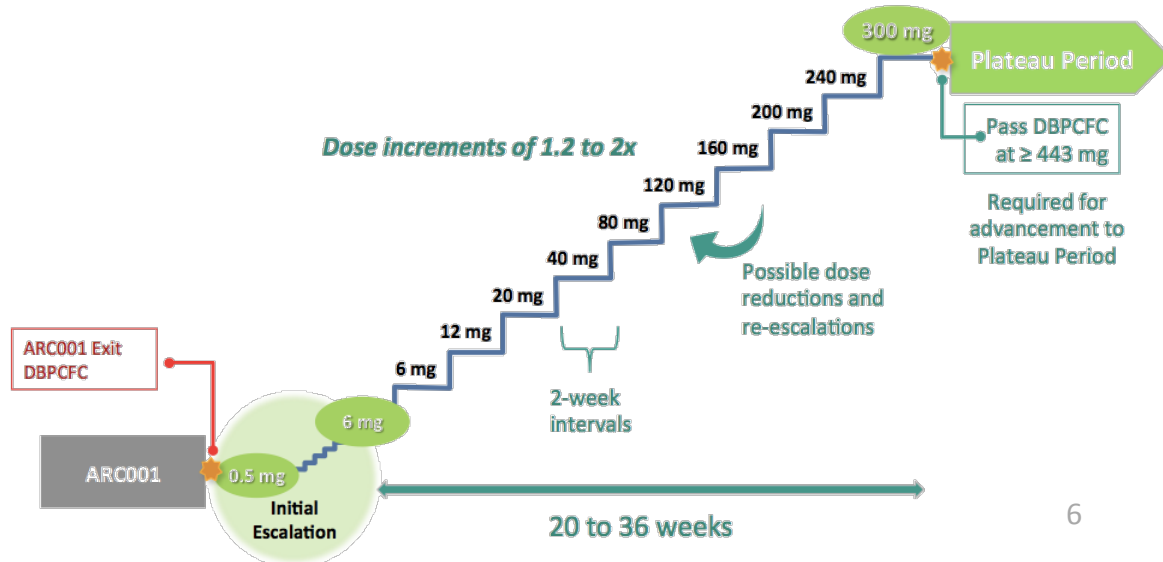 300 mg
Plateau Period
240 mg
200 mg
Pass DBPCFC
at ≥ 443 mg
Dose increments of 1.2 to 2x
160 mg
120 mg
Required for
advancement to
Plateau Period
80 mg
40 mg
Possible dose
reductions and
re-escalations
20 mg
12 mg
ARC001 Exit
DBPCFC
6 mg
2-week
intervals
6 mg
ARC001
0.5 mg
Initial
Escalation
20 to 36 weeks
6